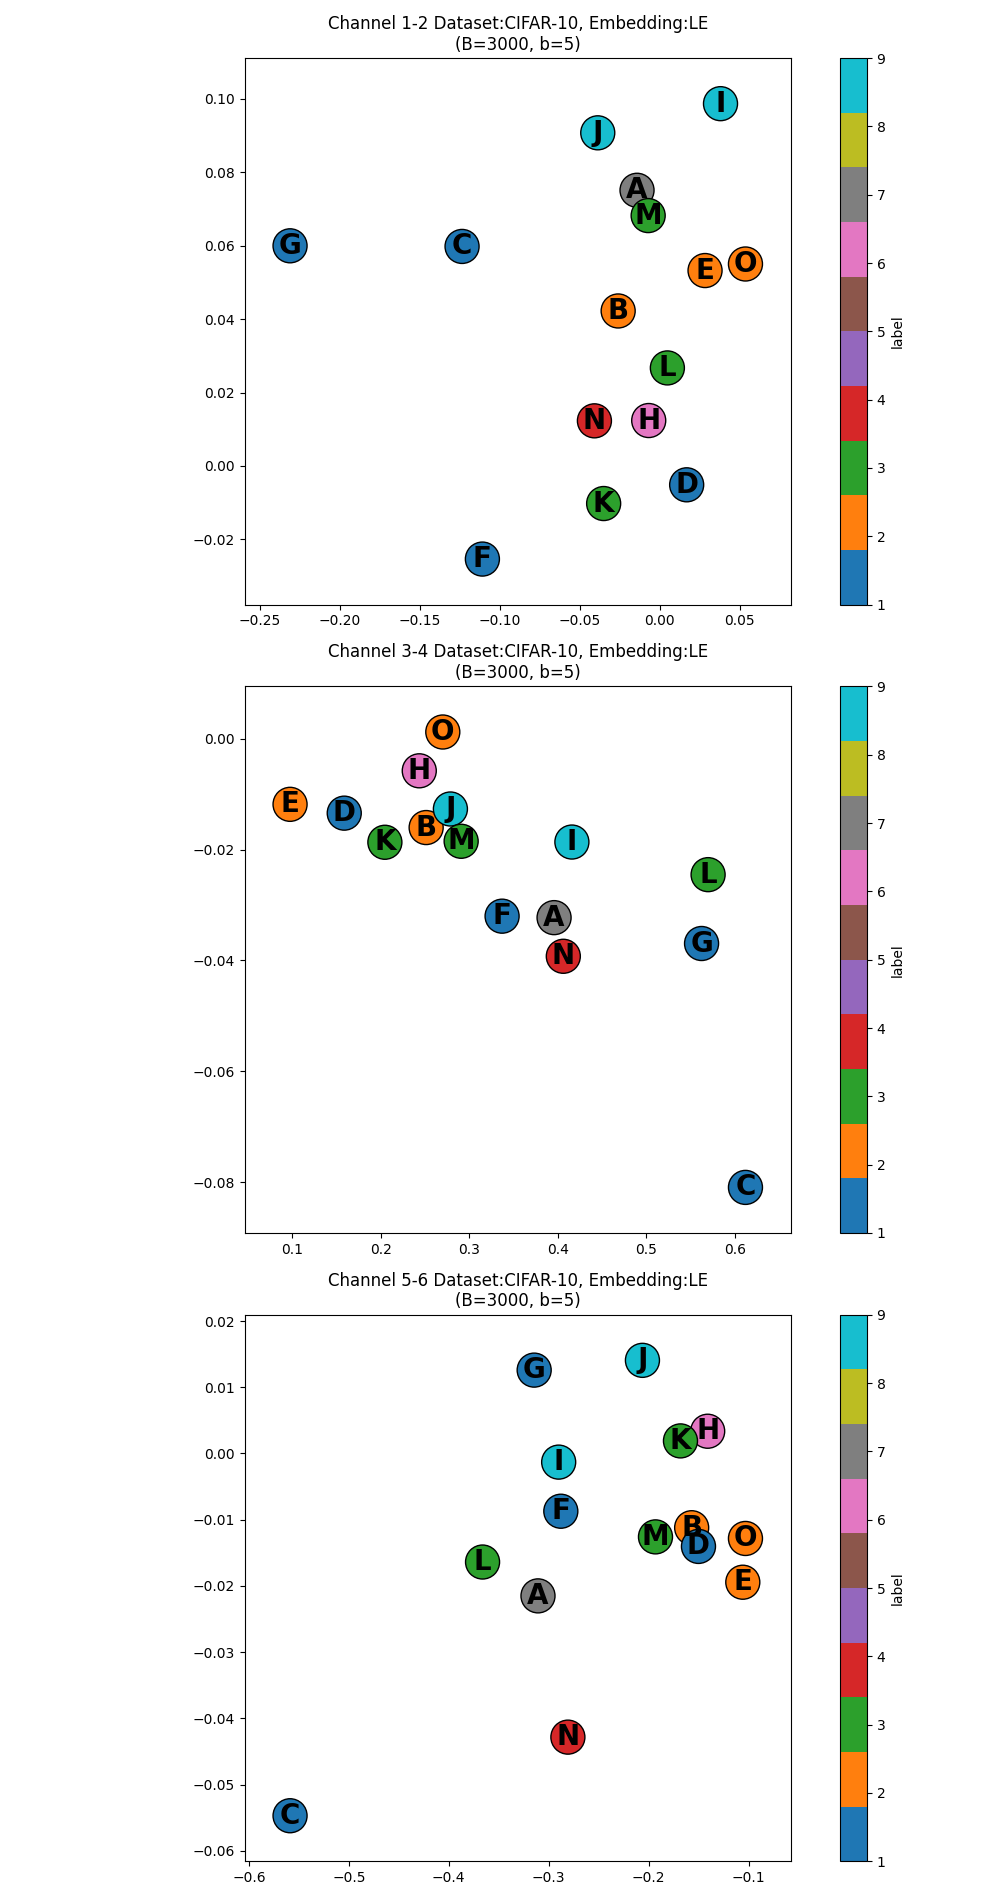 Channel 1-2 Dataset:CIFAR-10, Embedding:LE
(B=3000, b=5)
0.10
0.08
0.06
0.04
0.02
0.00
−0.02
I
J
A
M
G
C
O
E
B
L
N
H
D
K
F
−0.25 −0.20 −0.15 −0.10 −0.05 0.00 0.05
9
8
7
6
5
4
3
2
1
label
Channel 3-4 Dataset:CIFAR-10, Embedding:LE
(B=3000, b=5)
0.00
−0.02
−0.04
−0.06
−0.08
O
H
E
D
J
B
K
M
I
L
F
A
G
N
C
0.1 0.2 0.3 0.4 0.5 0.6
9
8
7
6
5
4
3
2
1
label
Channel 5-6 Dataset:CIFAR-10, Embedding:LE
(B=3000, b=5)
0.02
0.01
0.00
−0.01
−0.02
−0.03
−0.04
−0.05
−0.06
J
G
H
K
I
F
B
M
O
D
L
E
A
N
C
−0.6 −0.5 −0.4 −0.3 −0.2 −0.1
9
8
7
6
5
4
3
2
1
label